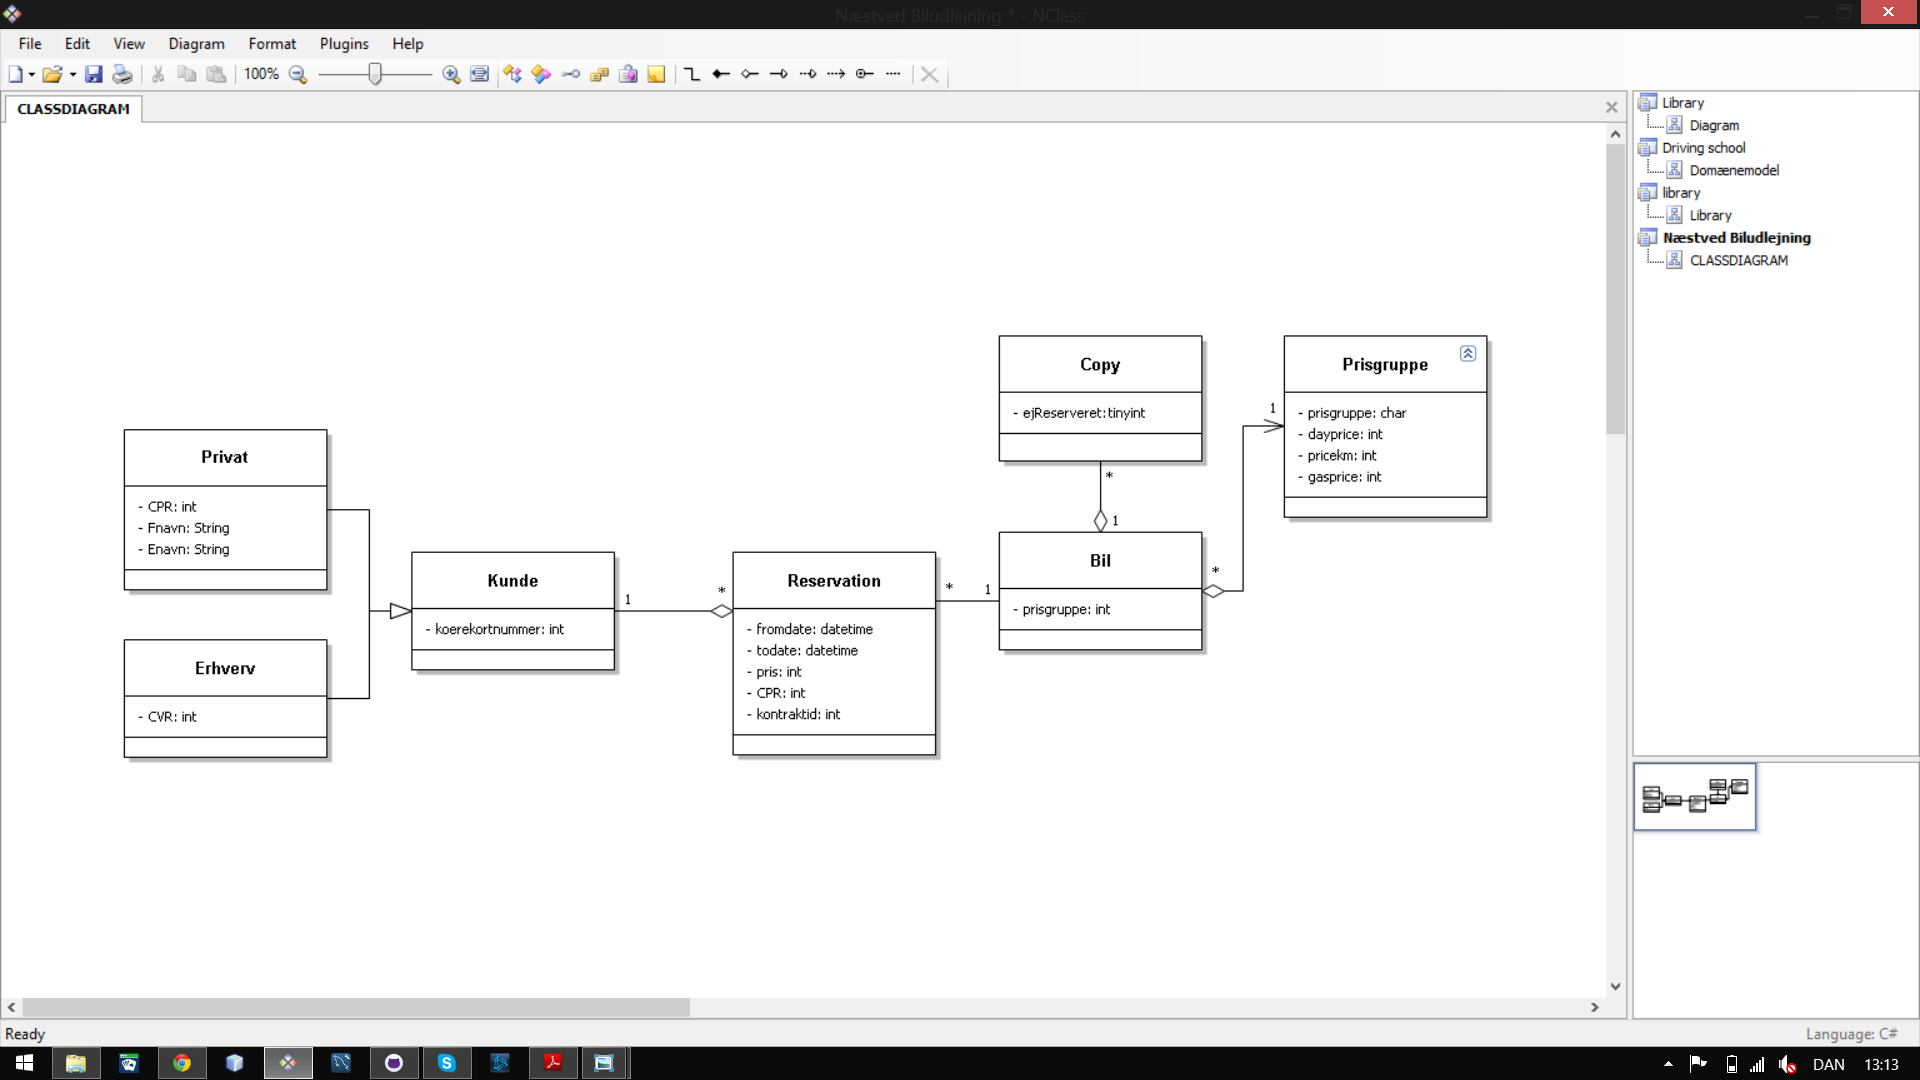 Næstved Biludlejning * - NClass
File Edit View Diagram Format Plugins Help
100%
CLASSDIAGRAM
Privat
- CPR: int
- Fnavn: String
- Enavn: String
Erhverv
- CVR: int
Kunde
- koerekortnummer: int
1
*
Reservation
- fromdate: datetime
- todate: datetime
- pris: int
- CPR: int
- kontraktid: int
*
1
Copy
- ejReserveret:tinyint
*
1
Bil
- prisgruppe: int
*
1
Prisgruppe
- prisgruppe: char
- dayprice: int
- pricekm: int
- gasprice: int
Library
Diagram
Driving school
Domænemodel
library
Library
Næstved Biludlejning
CLASSDIAGRAM
Ready
Language: C#
DAN 13:13